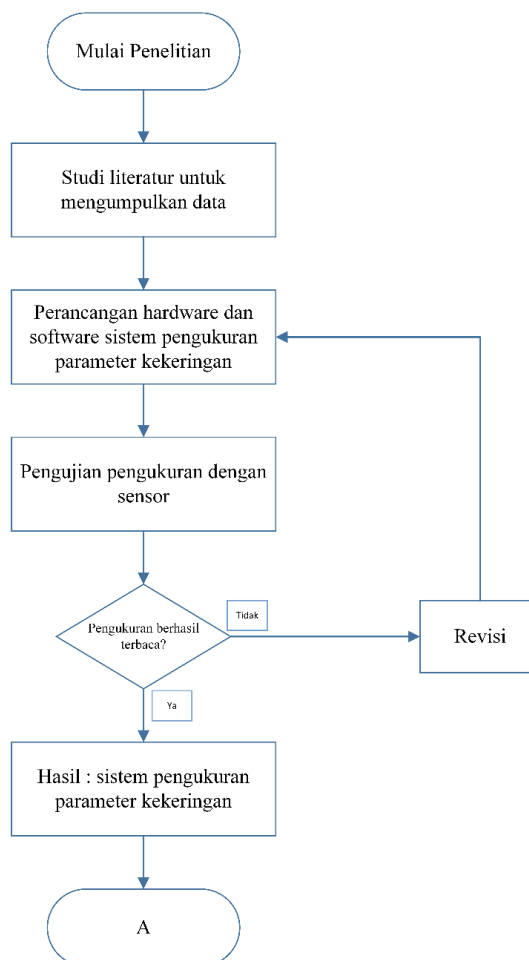 Mulai Penelitian
Studi literatur untuk
mengumpulkan data
Perancangan hardware dan
software sistem pengukuran
parameter kekeringan
Pengujian pengukuran dengan
sensor
Pengukuran berhasil
terbaca?
Tidak
Revisi
Ya
Hasil : sistem pengukuran
parameter kekeringan
A